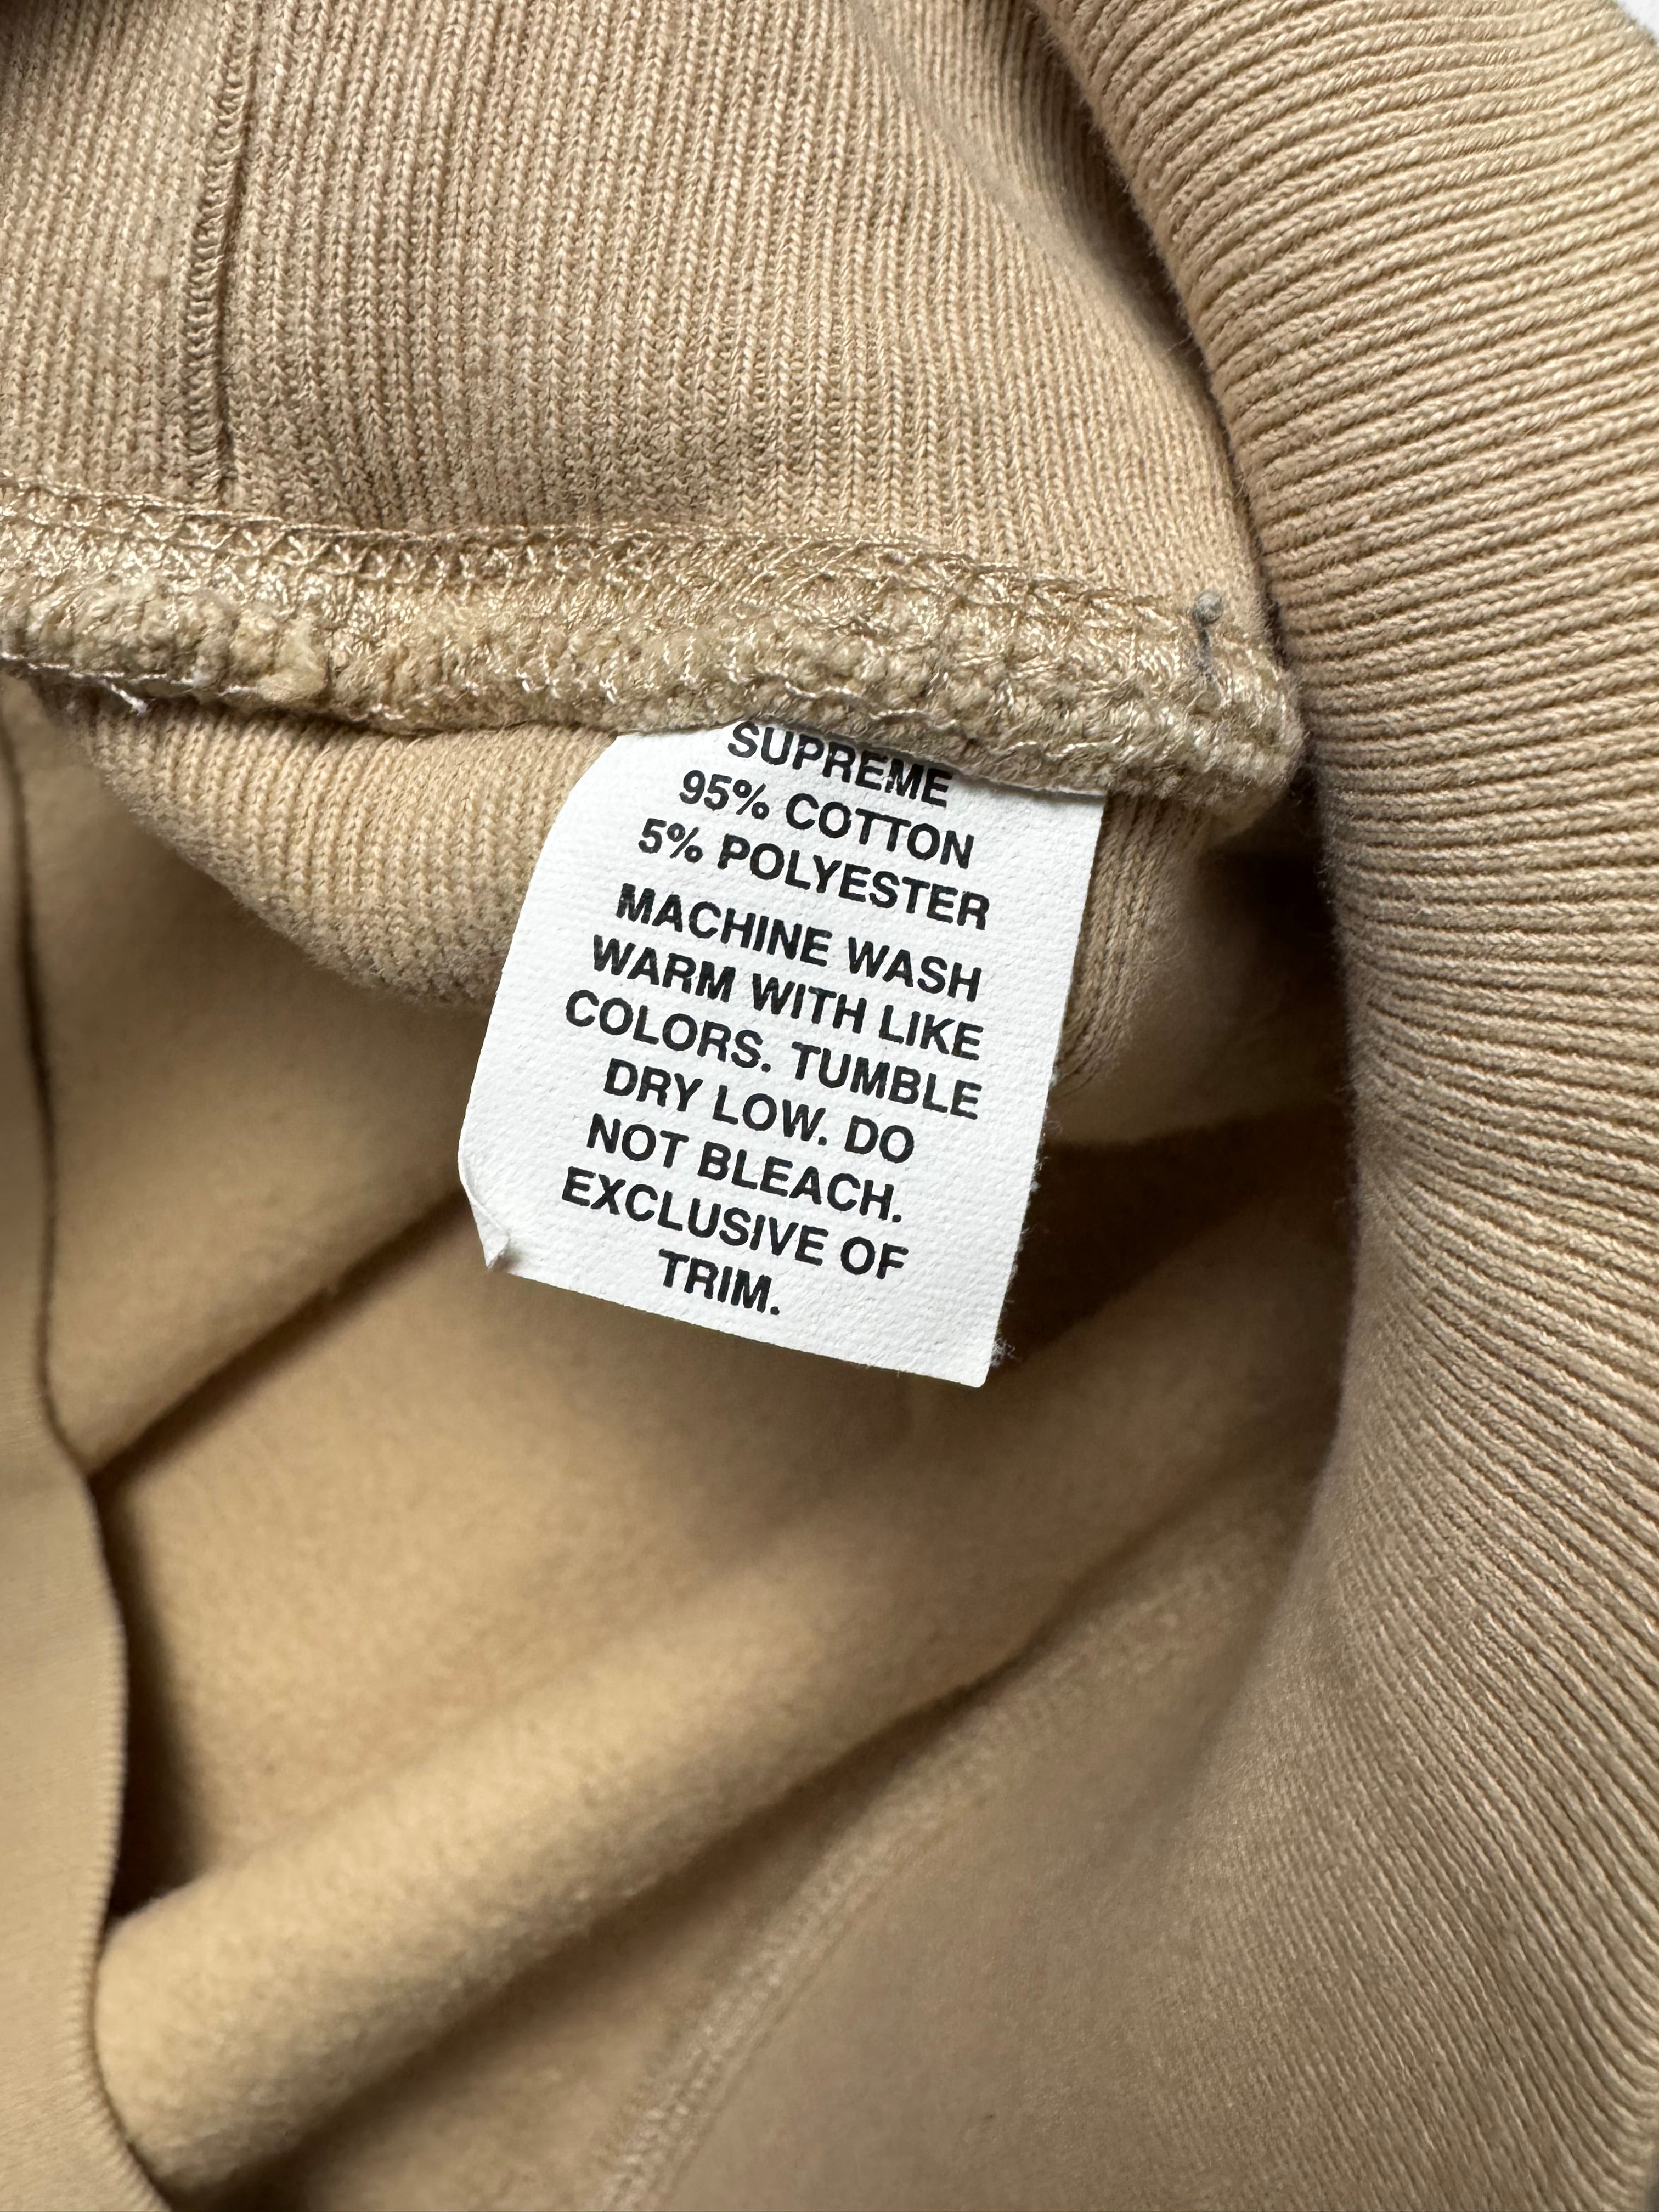 SUPREME
95% COTTON
5% POLYESTER
MACHINE WASH
WARM WITH LIKE
COLORS. TUMBLE
DRY LOW. DO
NOT BLEACH.
EXCLUSIVE OF
TRIM.